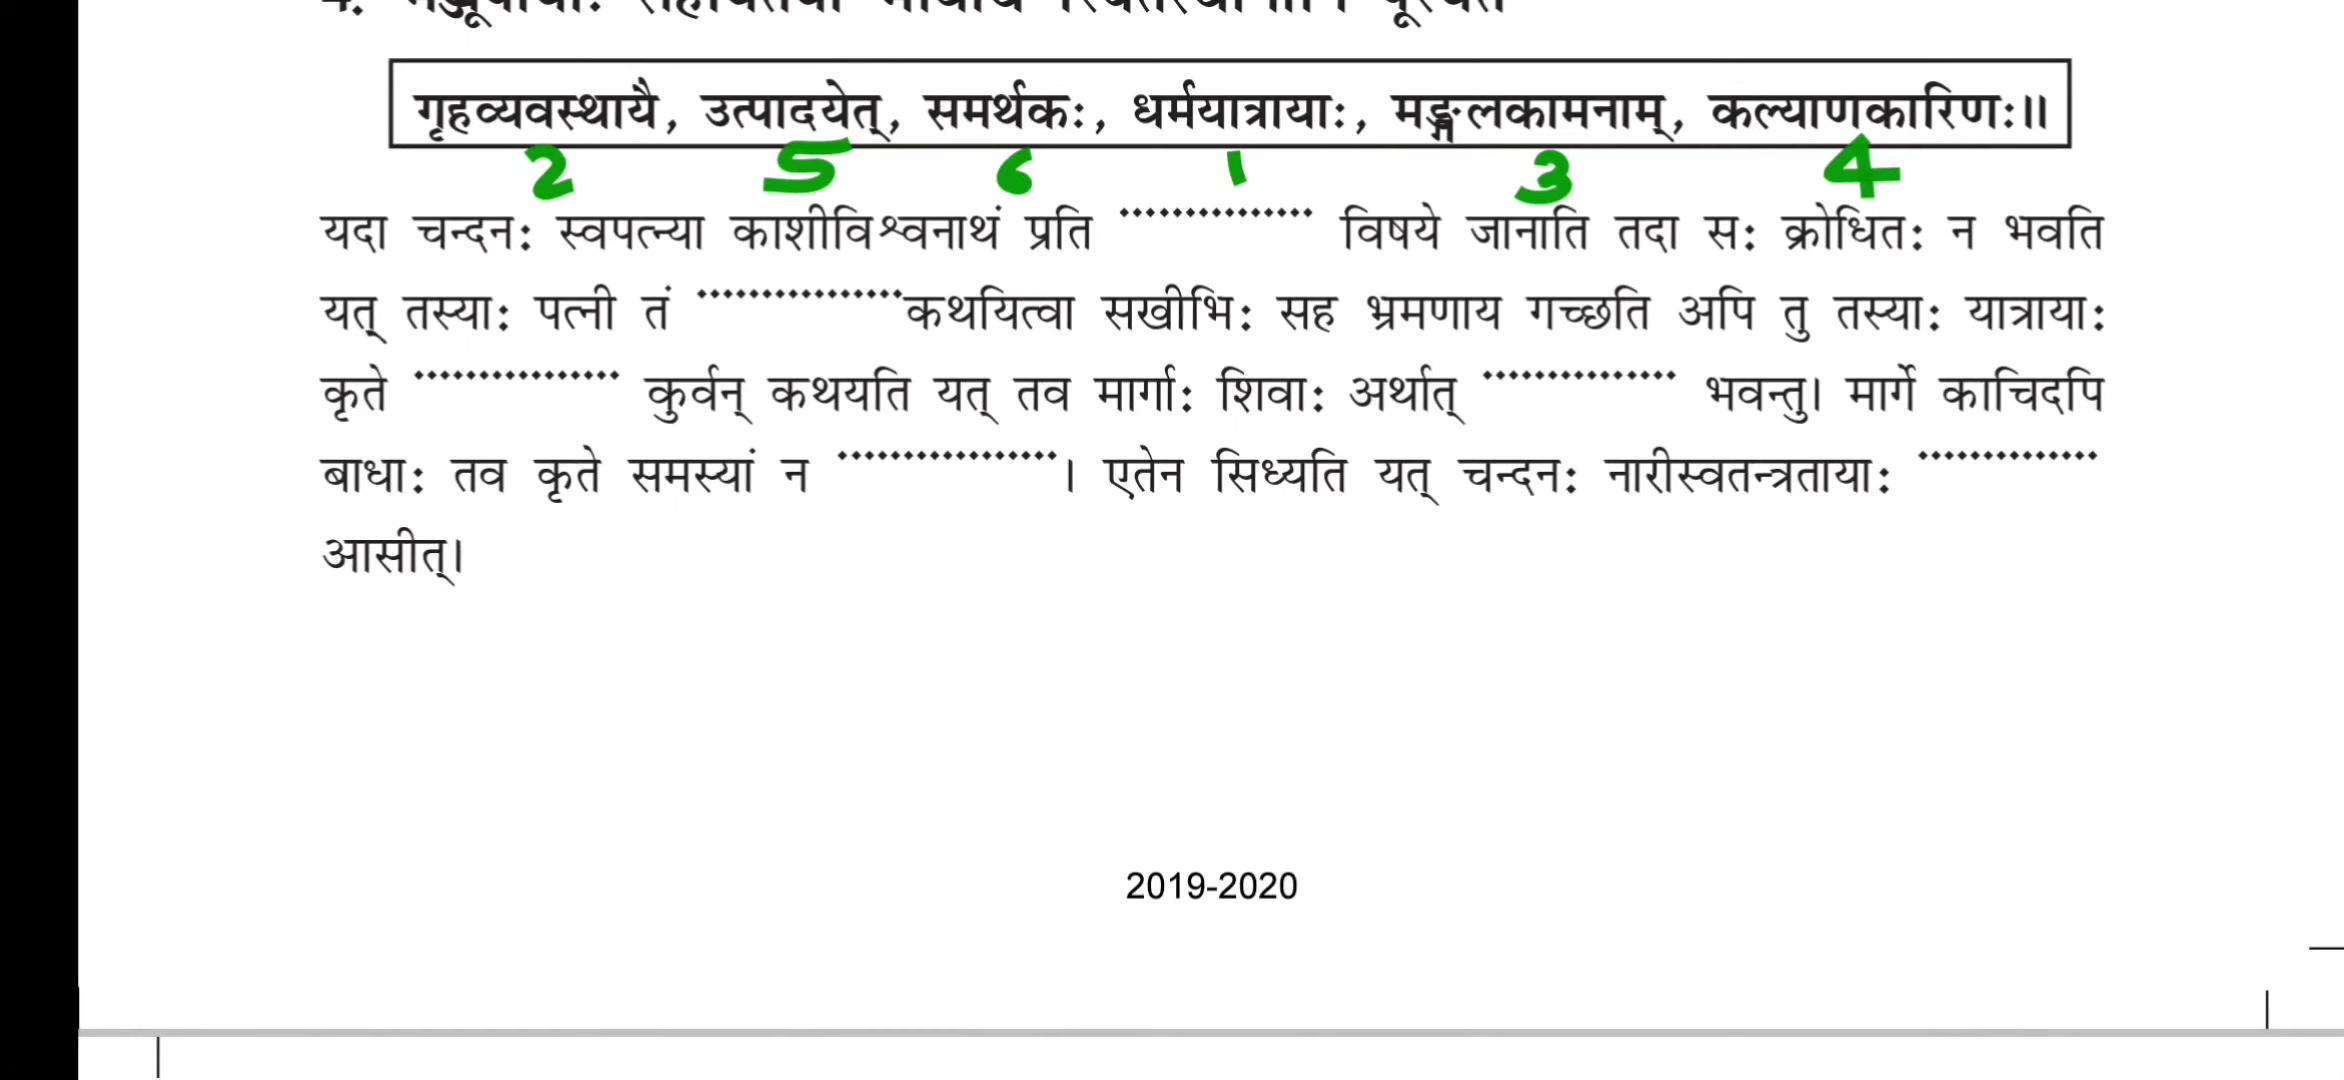 गृहव्यवस्थायै, उत्पादयेत्, समर्थकः, धर्मयात्रायाः, मङ्गलकामनाम्, कल्याणकारिणः॥
2 5 6 1 3 4
यदा चन्दनः स्वपत्न्या काशीविश्वनाथं प्रति ............... विषये जानाति तदा सः क्रोधितः न भवति
यत् तस्याः पत्नी तं ................कथयित्वा सखीभिः सह भ्रमणाय गच्छति अपि तु तस्याः यात्रायाः
कृते ................ कुर्वन् कथयति यत् तव मार्गाः शिवाः अर्थात् ............... भवन्तु। मार्गे काचिदपि
बाधाः तव कृते समस्यां न .................। एतेन सिध्यति यत् चन्दनः नारीस्वतन्त्रतायाः ..............
आसीत्।
2019-2020